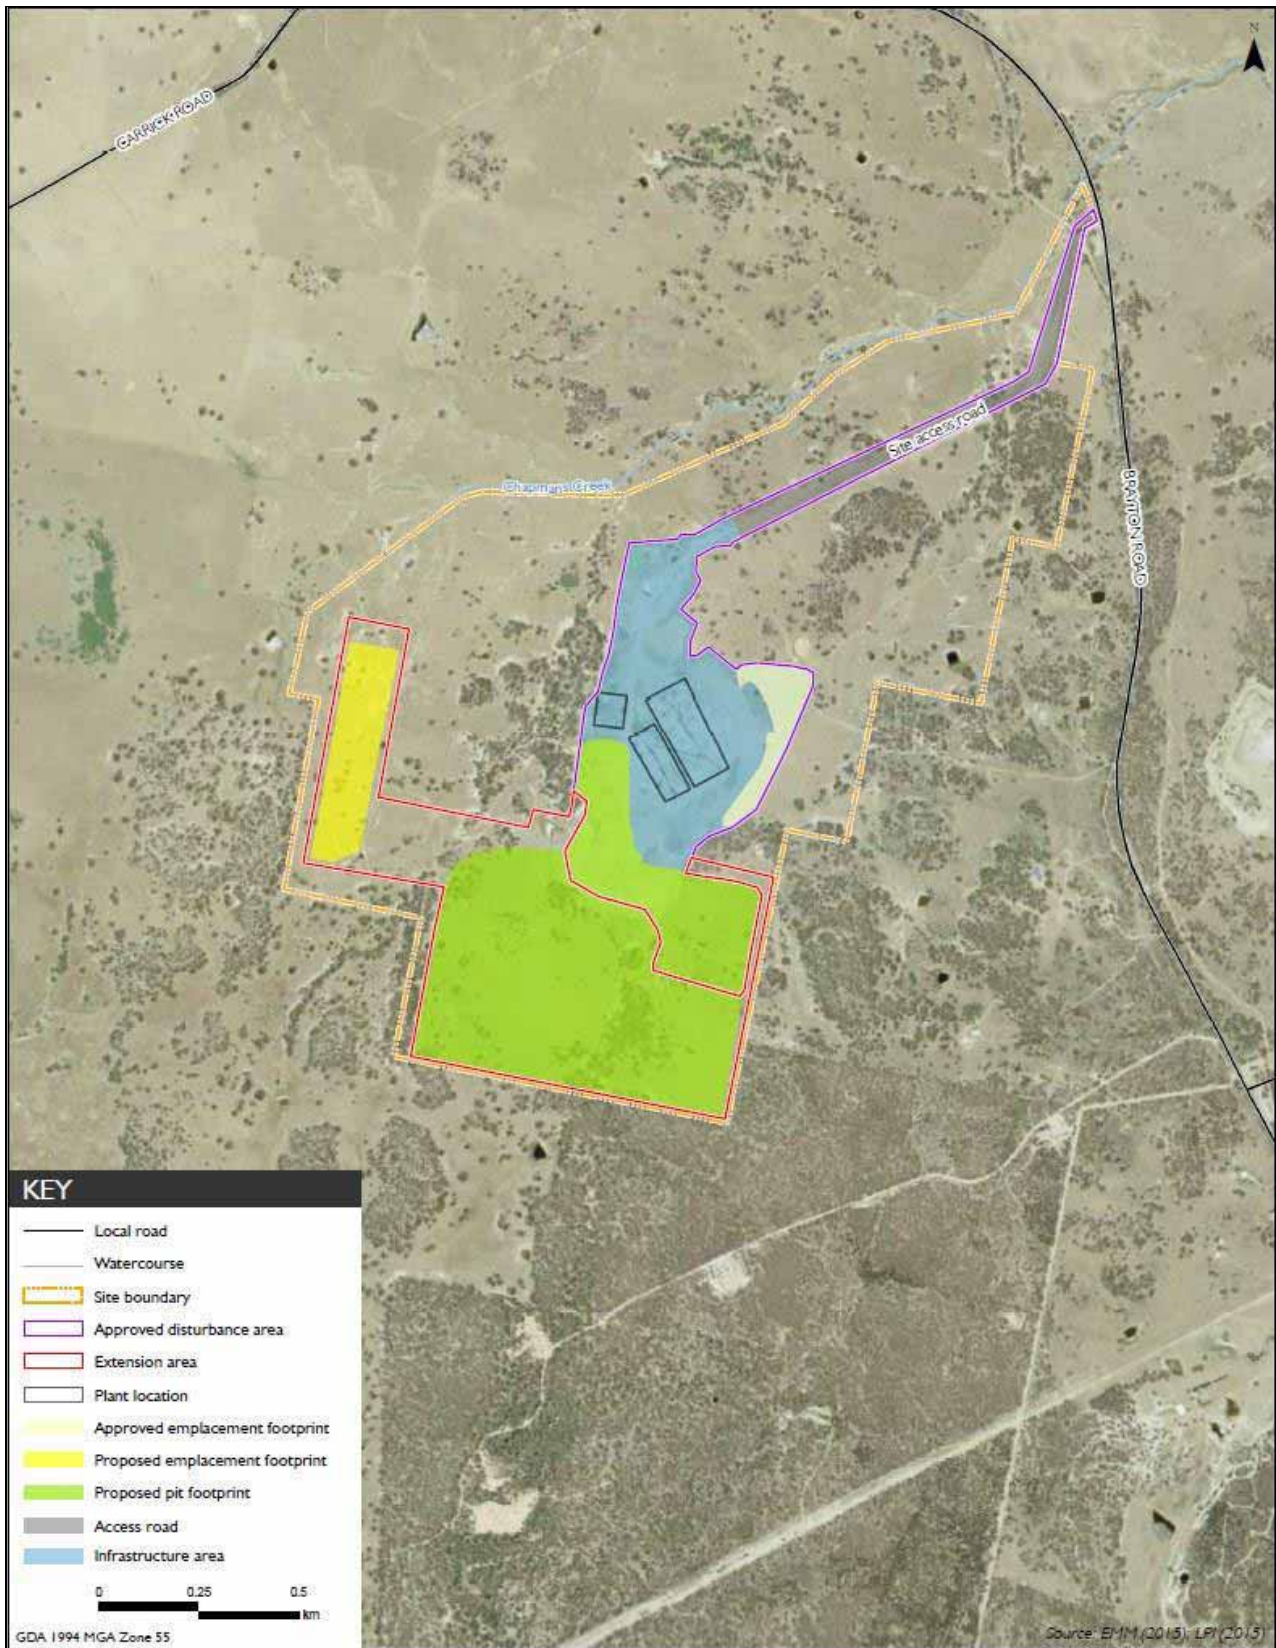 N
CARRICK ROAD
Site access road
Chapmans Creek
BRAYTON ROAD
KEY
Local road
Watercourse
Site boundary
Approved disturbance area
Extension area
Plant location
Approved emplacement footprint
Proposed emplacement footprint
Proposed pit footprint
Access road
Infrastructure area
0 0.25 0.5
km
GDA 1994 MGA Zone 55
Source: EMM (2015); LPI (2015)